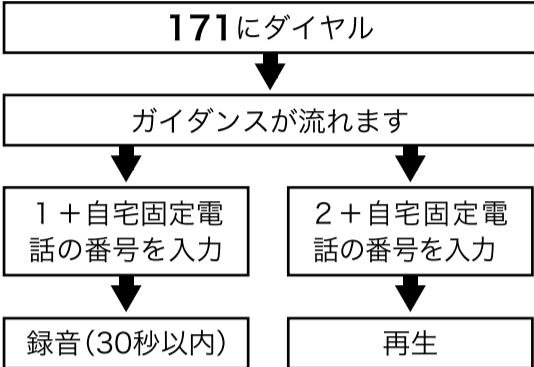 171にダイヤル
ガイダンスが流れます
1+自宅固定電
話の番号を入力
2+自宅固定電
話の番号を入力
録音(30秒以内)
再生